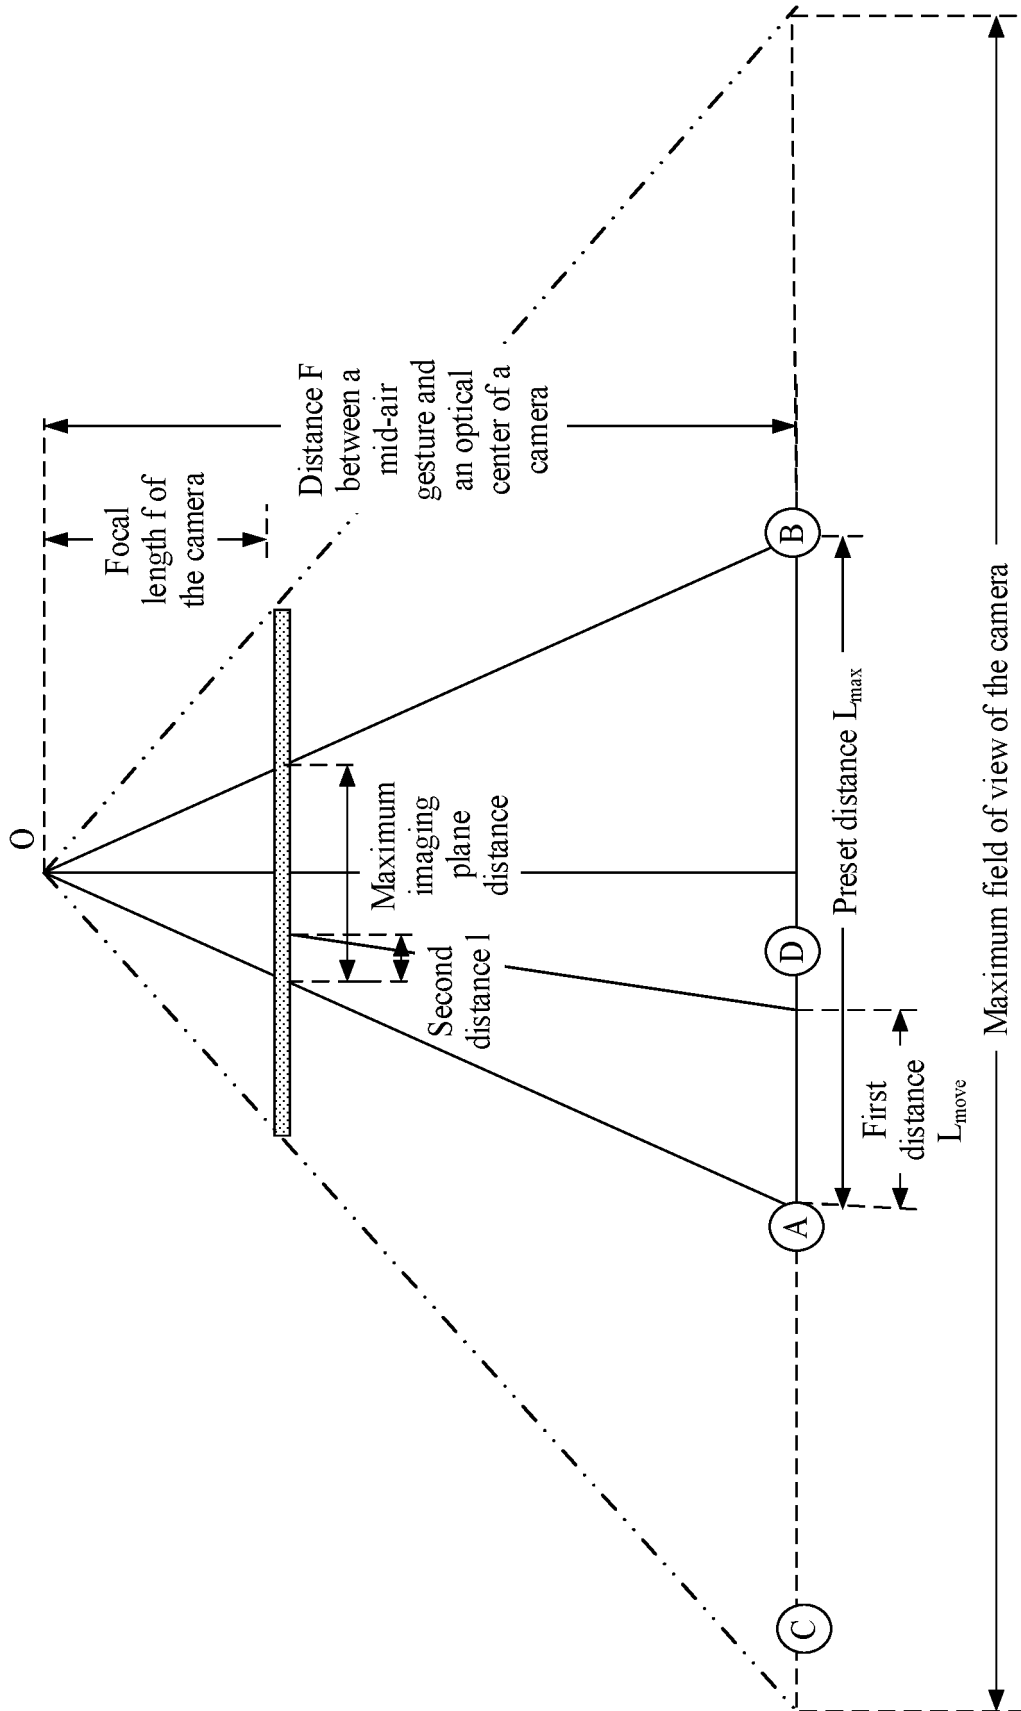 O
Focal
length f of
the camera
Distance F
between a
mid-air
gesture and
an optical
center of a
camera
Maximum
imaging
plane
distance
Second
distance l
C
A
D
B
Preset distance Lmax
First
distance
Lmove
Maximum field of view of the camera